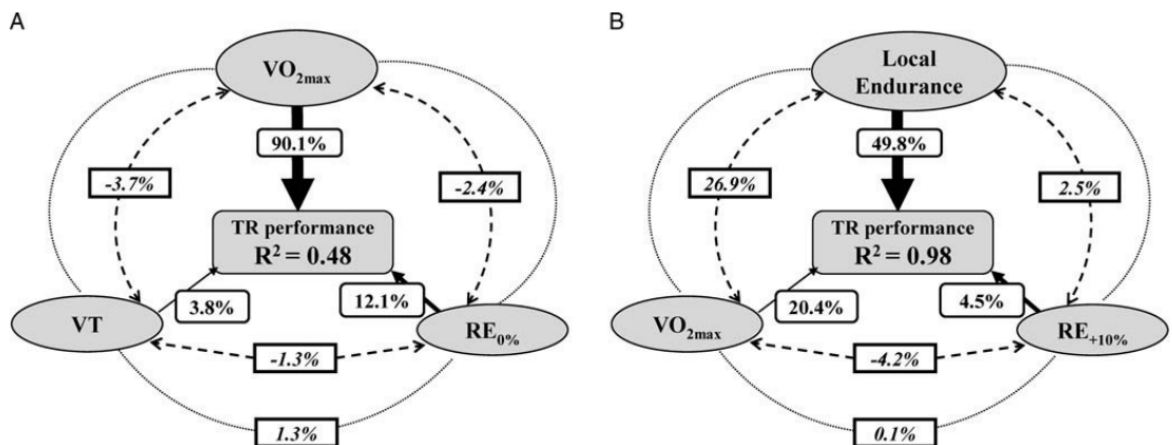 A
VO2max
90.1%
-3.7%
-2.4%
TR performance
R² = 0.48
3.8%
12.1%
VT
RE0%
-1.3%
1.3%
B
Local
Endurance
49.8%
26.9%
2.5%
TR performance
R² = 0.98
20.4%
4.5%
VO2max
RE+10%
-4.2%
0.1%